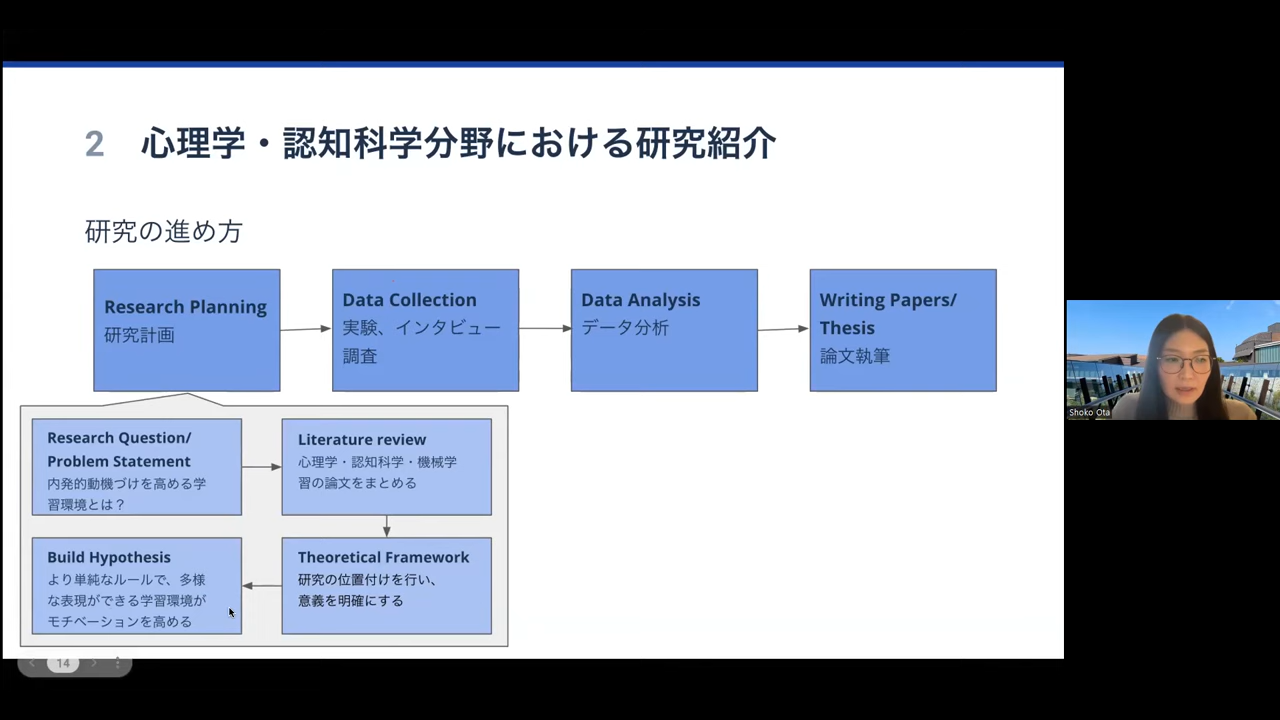 2 心理学・認知科学分野における研究紹介
研究の進め方
Research Planning
研究計画
Data Collection
実験、インタビュー
調査
Data Analysis
データ分析
Writing Papers/
Thesis
論文執筆
Research Question/
Problem Statement
内発的動機づけを高める学
習環境とは？
Literature review
心理学・認知科学・機械学
習の論文をまとめる
Build Hypothesis
より単純なルールで、多様
な表現ができる学習環境が
モチベーションを高める
Theoretical Framework
研究の位置付けを行い、
意義を明確にする
14
Shoko Ota